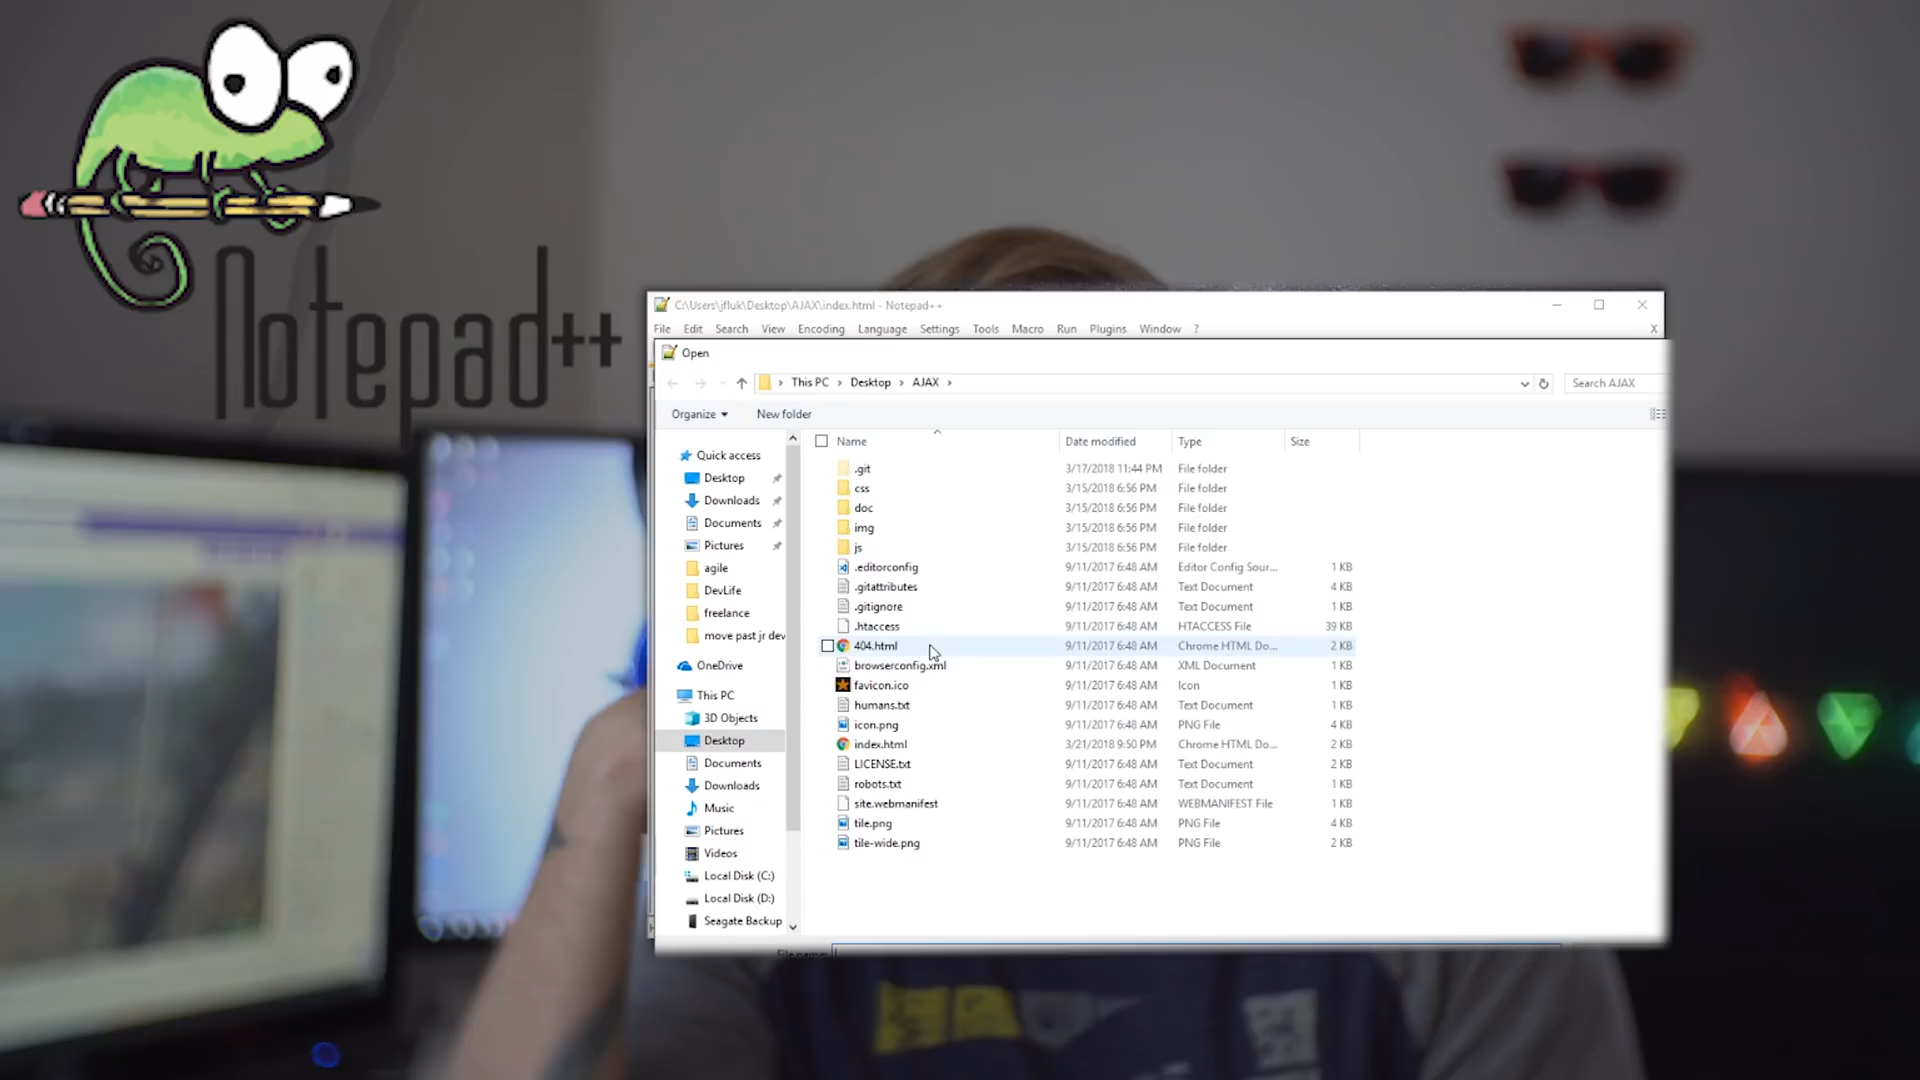 Notepad++
C:\Users\jfluk\Desktop\AJAX\index.html - Notepad++
File Edit Search View Encoding Language Settings Tools Macro Run Plugins Window ? X
Open
This PC > Desktop > AJAX >
Search AJAX
Organize New folder
Name Date modified Type Size
Quick access
Desktop
Downloads
Documents
Pictures
agile
DevLife
freelance
move past jr dev
OneDrive
This PC
3D Objects
Desktop
Documents
Downloads
Music
Pictures
Videos
Local Disk (C:)
Local Disk (D:)
Seagate Backup
.git 3/17/2018 11:44 PM File folder
css 3/15/2018 6:56 PM File folder
doc 3/15/2018 6:56 PM File folder
img 3/15/2018 6:56 PM File folder
js 3/15/2018 6:56 PM File folder
.editorconfig 9/11/2017 6:48 AM Editor Config Sour... 1 KB
.gitattributes 9/11/2017 6:48 AM Text Document 4 KB
.gitignore 9/11/2017 6:48 AM Text Document 1 KB
.htaccess 9/11/2017 6:48 AM HTACCESS File 39 KB
404.html 9/11/2017 6:48 AM Chrome HTML Do... 2 KB
browserconfig.xml 9/11/2017 6:48 AM XML Document 1 KB
favicon.ico 9/11/2017 6:48 AM Icon 1 KB
humans.txt 9/11/2017 6:48 AM Text Document 1 KB
icon.png 9/11/2017 6:48 AM PNG File 4 KB
index.html 3/21/2018 9:50 PM Chrome HTML Do... 2 KB
LICENSE.txt 9/11/2017 6:48 AM Text Document 2 KB
robots.txt 9/11/2017 6:48 AM Text Document 1 KB
site.webmanifest 9/11/2017 6:48 AM WEBMANIFEST File 1 KB
tile.png 9/11/2017 6:48 AM PNG File 4 KB
tile-wide.png 9/11/2017 6:48 AM PNG File 2 KB
File name: